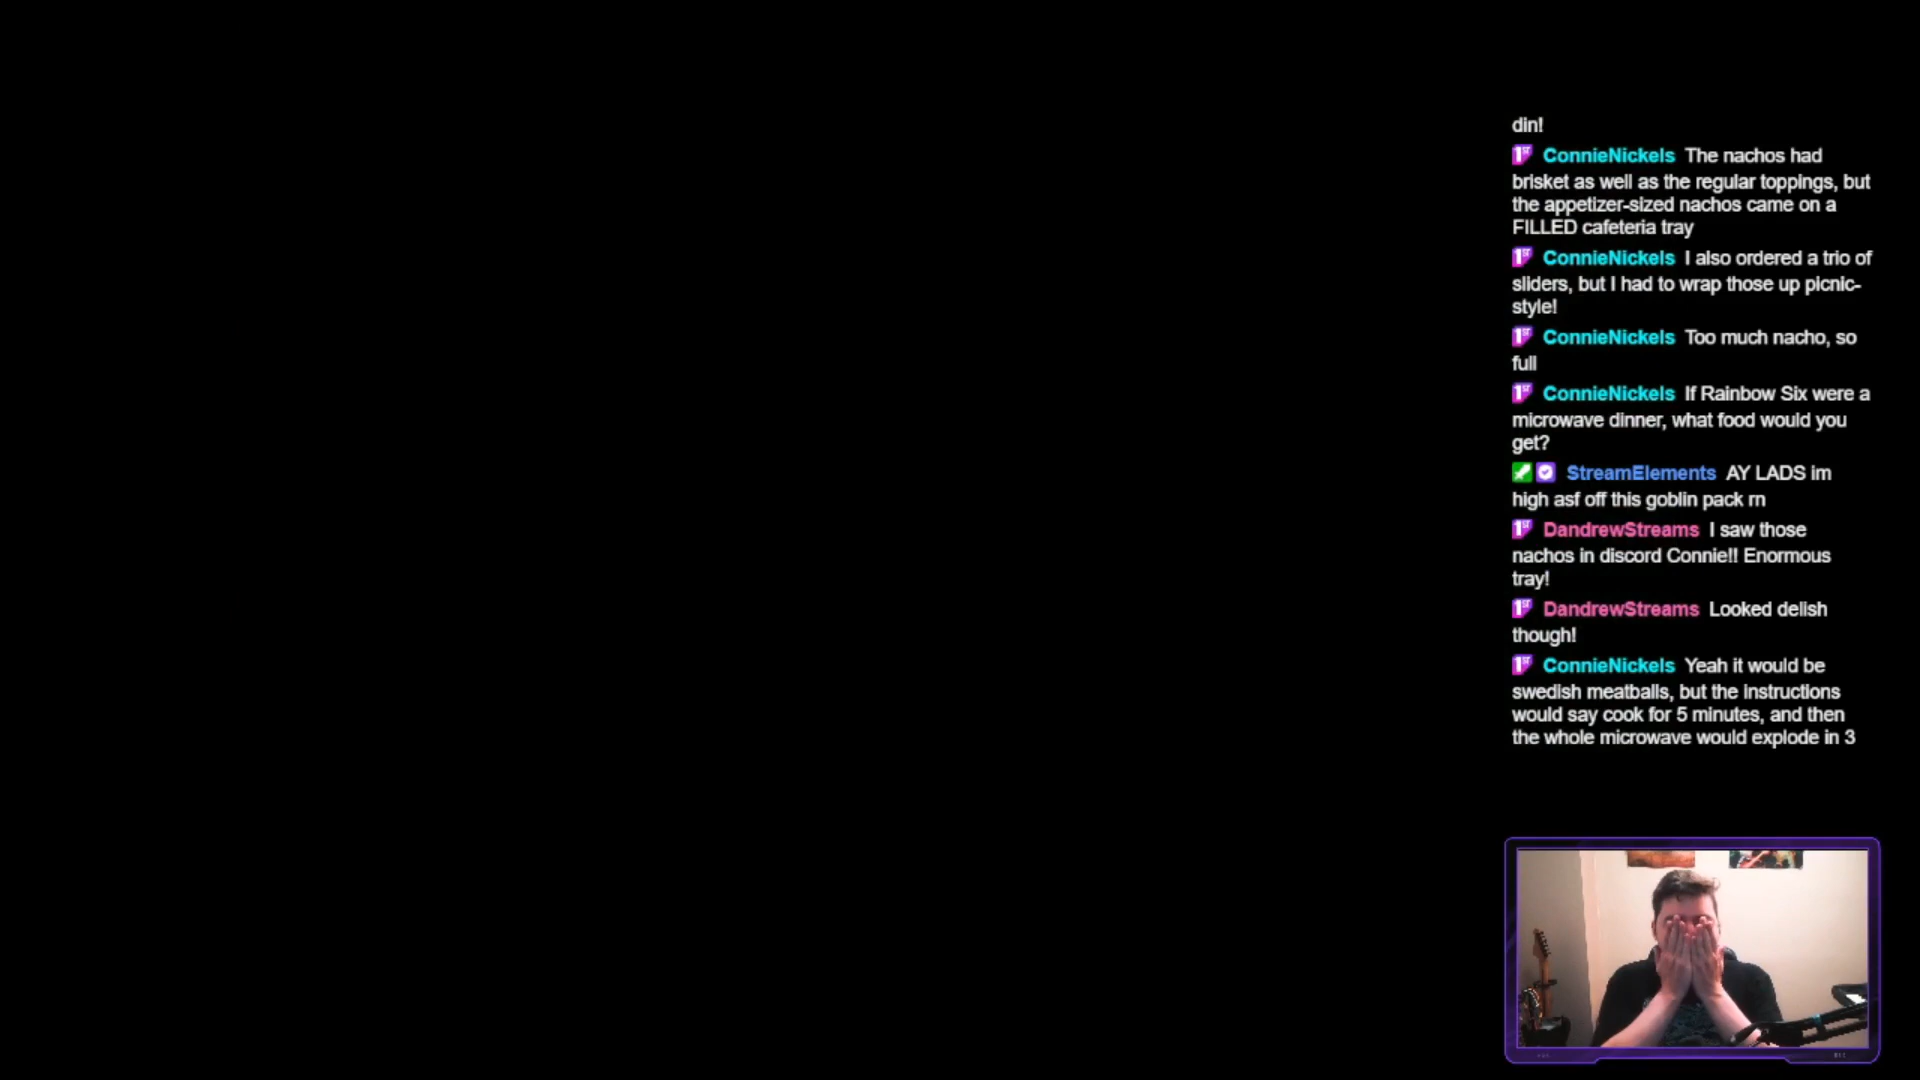 din!
ConnieNickels The nachos had
brisket as well as the regular toppings, but
the appetizer-sized nachos came on a
FILLED cafeteria tray
ConnieNickels I also ordered a trio of
sliders, but I had to wrap those up picnic-
style!
ConnieNickels Too much nacho, so
full
ConnieNickels If Rainbow Six were a
microwave dinner, what food would you
get?
StreamElements AY LADS im
high asf off this goblin pack rn
DandrewStreams I saw those
nachos in discord Connie!! Enormous
tray!
DandrewStreams Looked delish
though!
ConnieNickels Yeah it would be
swedish meatballs, but the instructions
would say cook for 5 minutes, and then
the whole microwave would explode in 3